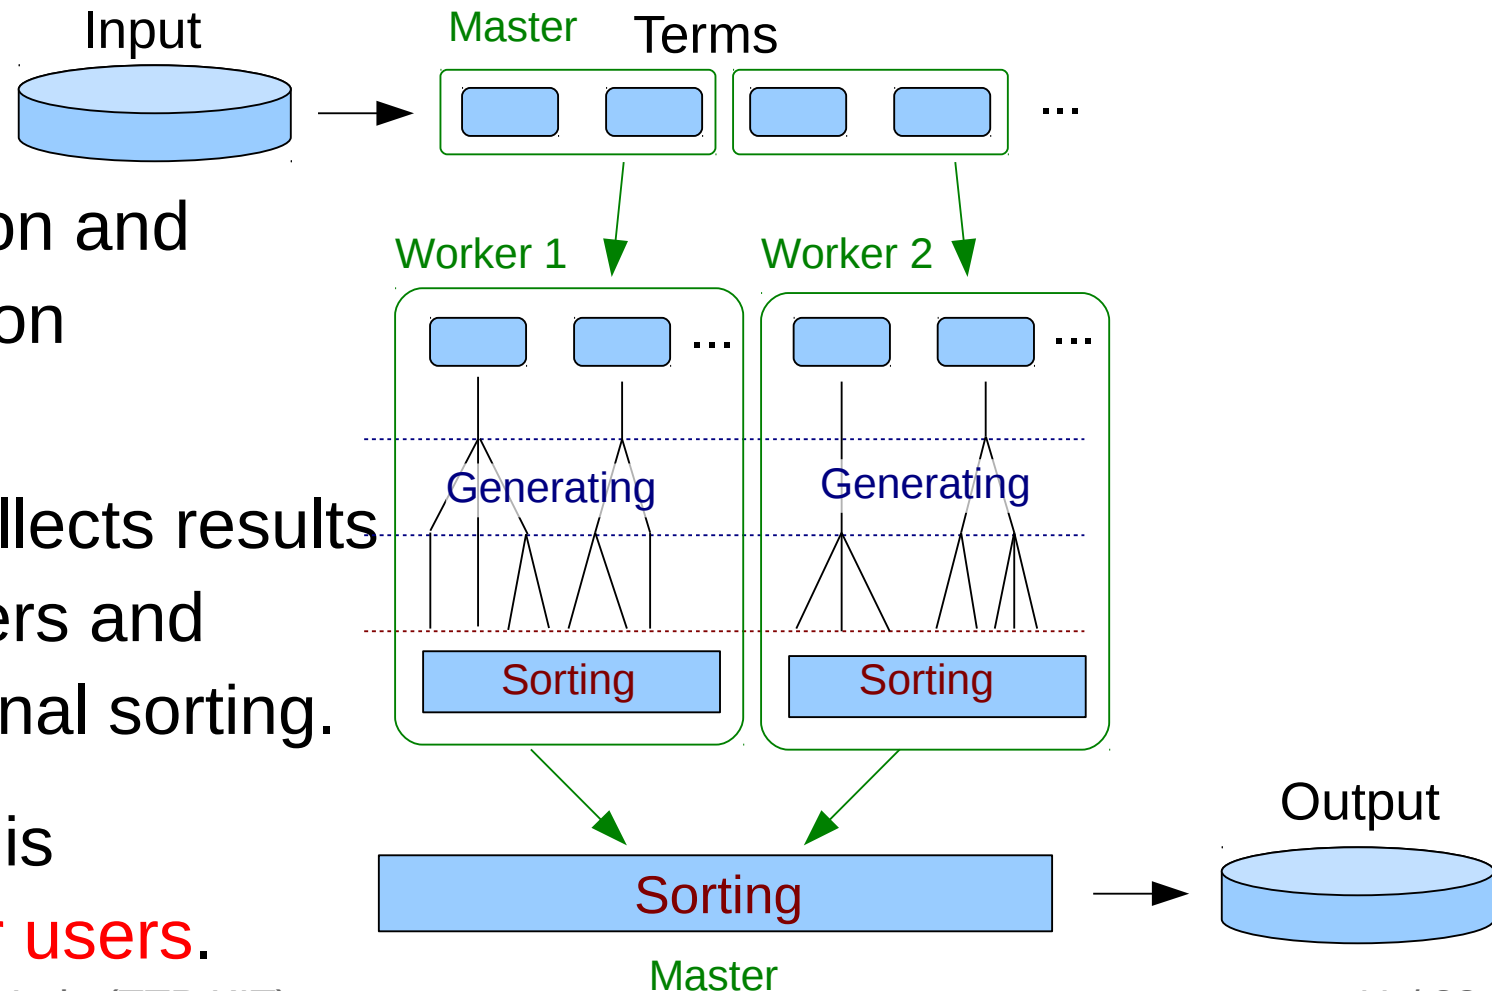 Input
Master
Terms
...
on and
Worker 1
Worker 2
on
...
...
Generating
Generating
llects results
ers and
Sorting
Sorting
nal sorting.
Output
is
Sorting
r users.
Master